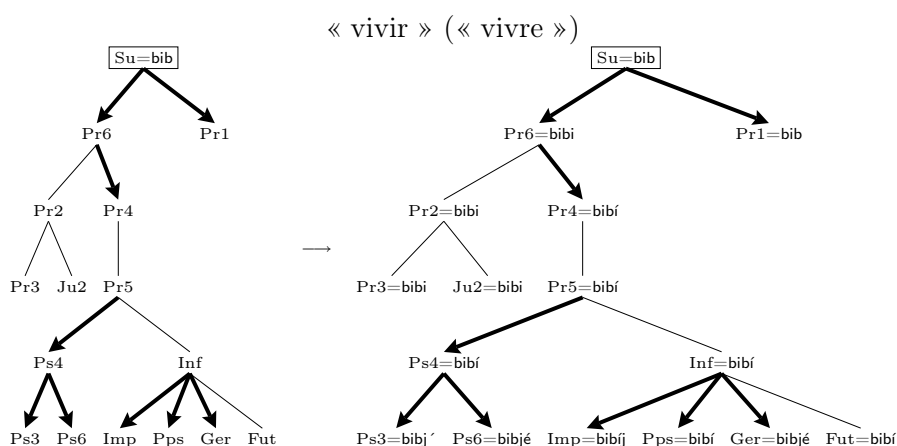 « vivir » (« vivre »)
Su=bib Su=bib
Pr6 Pr1 Pr6=bibi Pr1=bib
Pr2 Pr4 Pr2=bibi Pr4=bibí
→
Pr3 Ju2 Pr5 Pr3=bibi Ju2=bibi Pr5=bibí
Ps4 Inf Ps4=bibí Inf=bibí
Ps3 Ps6 Imp Pps Ger Fut Ps3=bibj´ Ps6=bibjé Imp=bibíj Pps=bibí Ger=bibjé Fut=bibí